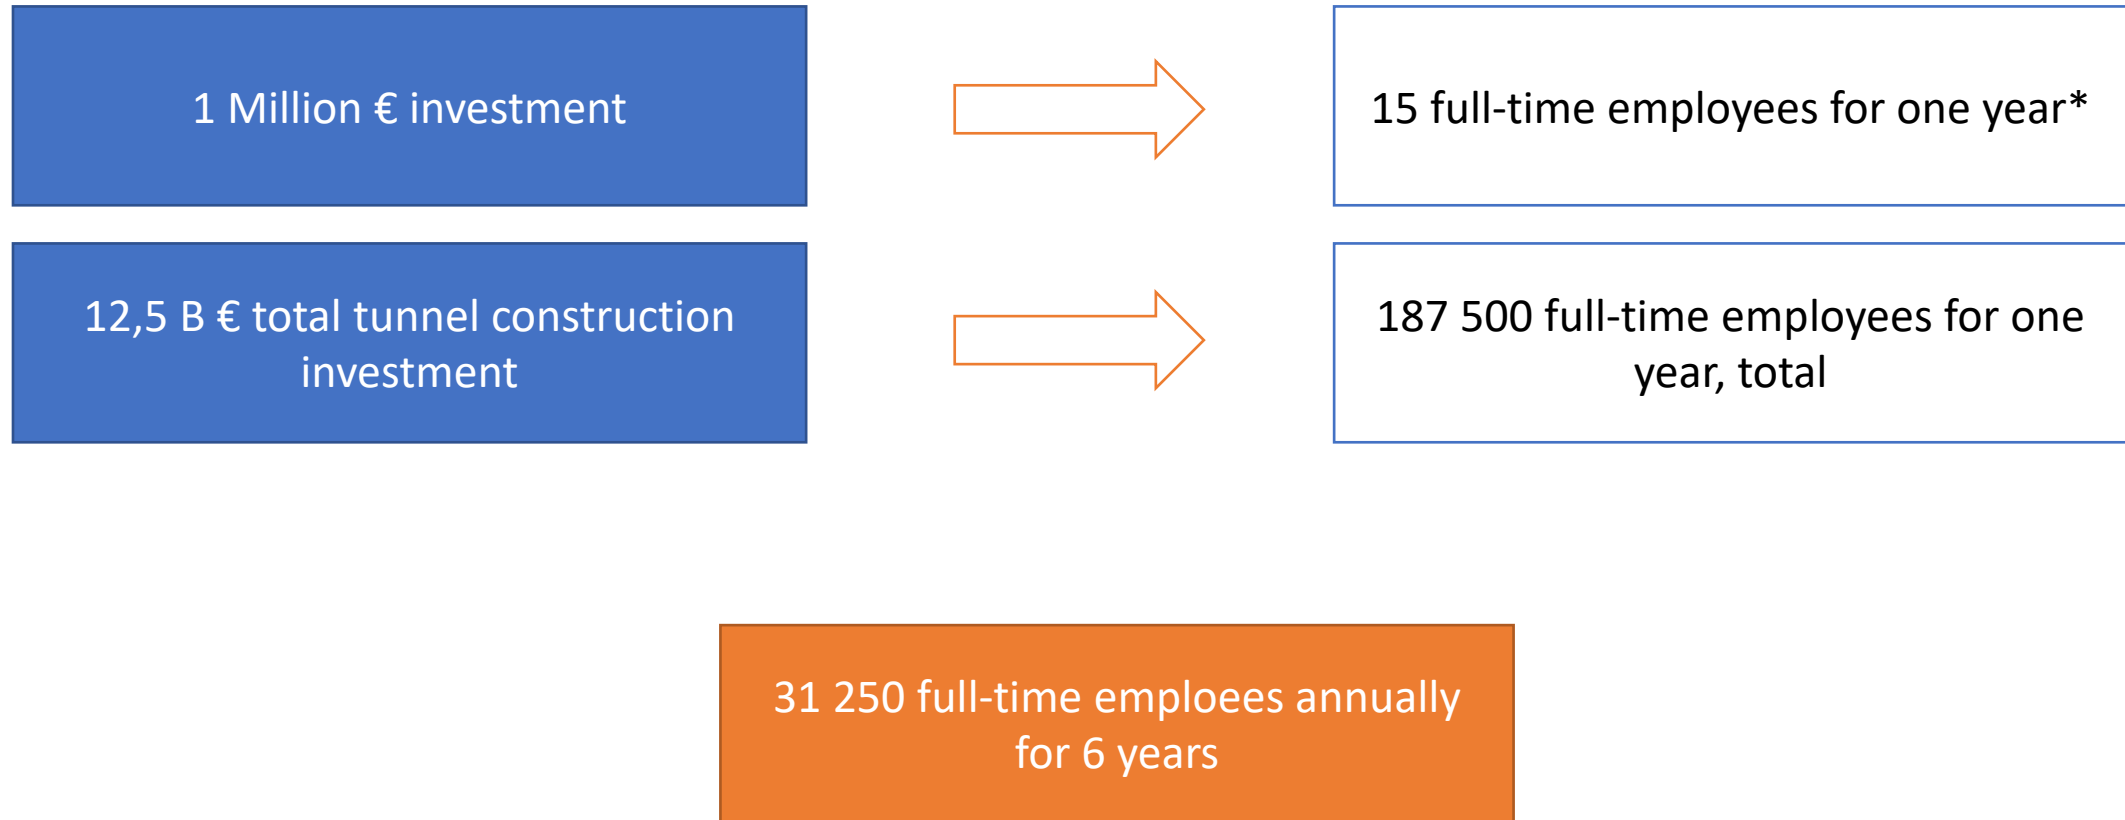 1 Million € investment
15 full-time employees for one year*
12,5 B € total tunnel construction
investment
187 500 full-time employees for one
year, total
31 250 full-time emploees annually
for 6 years